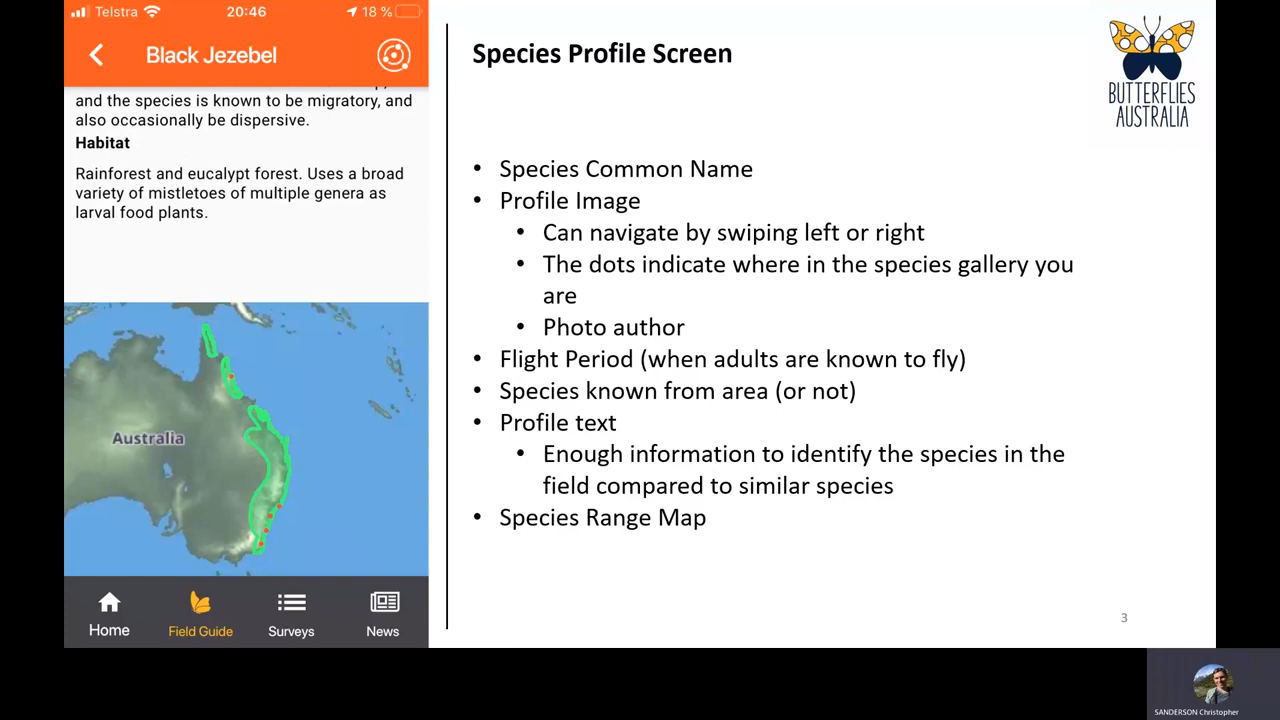 Telstra
20:46
18 %
Black Jezebel
and the species is known to be migratory, and
also occasionally be dispersive.
Habitat
Rainforest and eucalypt forest. Uses a broad
variety of mistletoes of multiple genera as
larval food plants.
Australia
Home
Field Guide
Surveys
News
Species Profile Screen
BUTTERFLIES
AUSTRALIA
• Species Common Name
• Profile Image
• Can navigate by swiping left or right
• The dots indicate where in the species gallery you
are
• Photo author
• Flight Period (when adults are known to fly)
• Species known from area (or not)
• Profile text
• Enough information to identify the species in the
field compared to similar species
• Species Range Map
3
SANDERSON Christopher